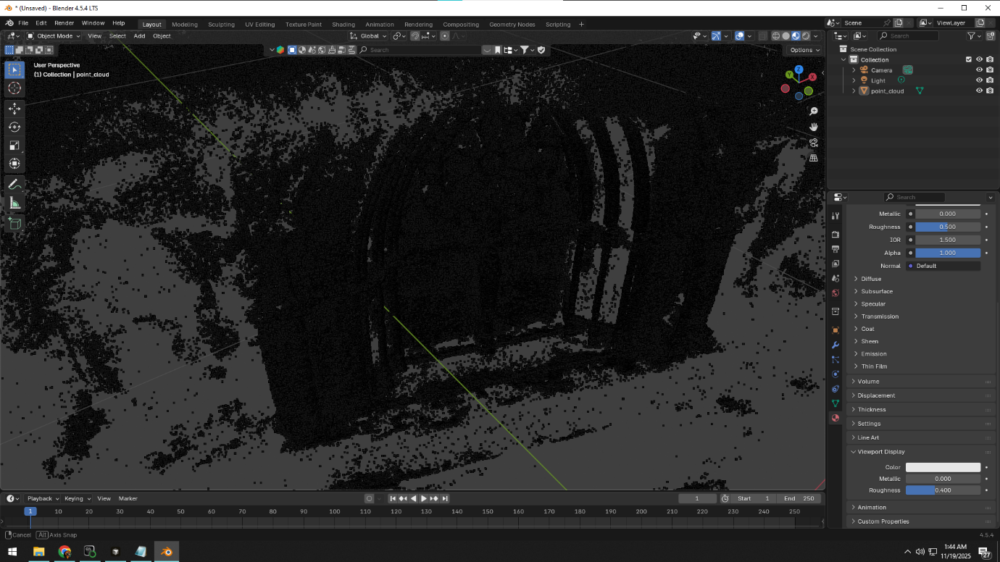 * (Unsaved) - Blender 4.5.4 LTS
File Edit Render Window Help
Layout Modeling Sculpting UV Editing Texture Paint Shading Animation Rendering Compositing Geometry Nodes Scripting +
Scene
ViewLayer
Object Mode View Select Add Object
Global
Search
Search
Options
User Perspective
(1) Collection | point_cloud
Z
Y
X
Scene Collection
Collection
Camera
Light
point_cloud
Search
Metallic 0.000
Roughness 0.500
IOR 1.500
Alpha 1.000
Normal Default
Diffuse
Subsurface
Specular
Transmission
Coat
Sheen
Emission
Thin Film
Volume
Displacement
Thickness
Settings
Line Art
Viewport Display
Color
Metallic 0.000
Roughness 0.400
Animation
Custom Properties
Playback Keying View Marker
1 Start 1 End 250
1 10 20 30 40 50 60 70 80 90 100 110 120 130 140 150 160 170 180 190 200 210 220 230 240 250
Cancel Alt Axis Snap
4.5.4
1:44 AM
11/19/2025
27